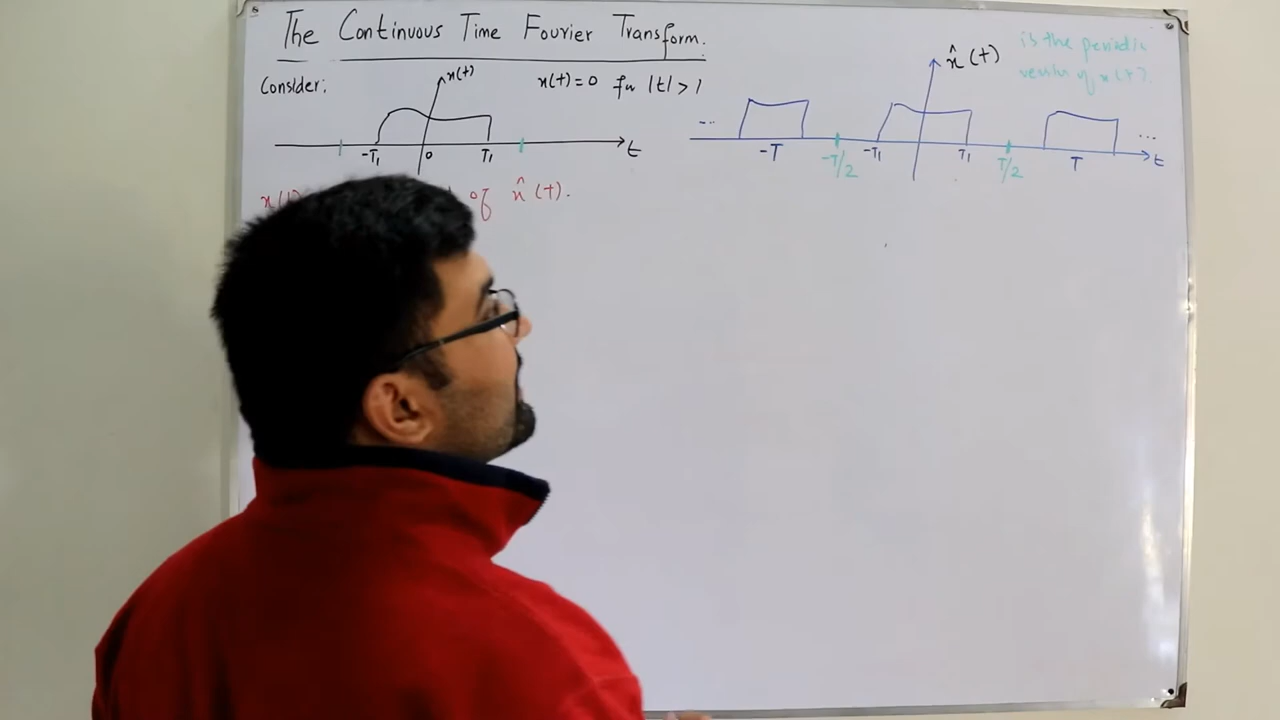 The Continuous Time Fourier Transform.
Consider:
x(t)
x(t)=0 for |t| > 1
-T₁ 0 T₁ t
of x̂(t).
x̂(t)
is the periodic
version of x(t).
... ...
-T -T/2 -T₁ T₁ T/2 T t